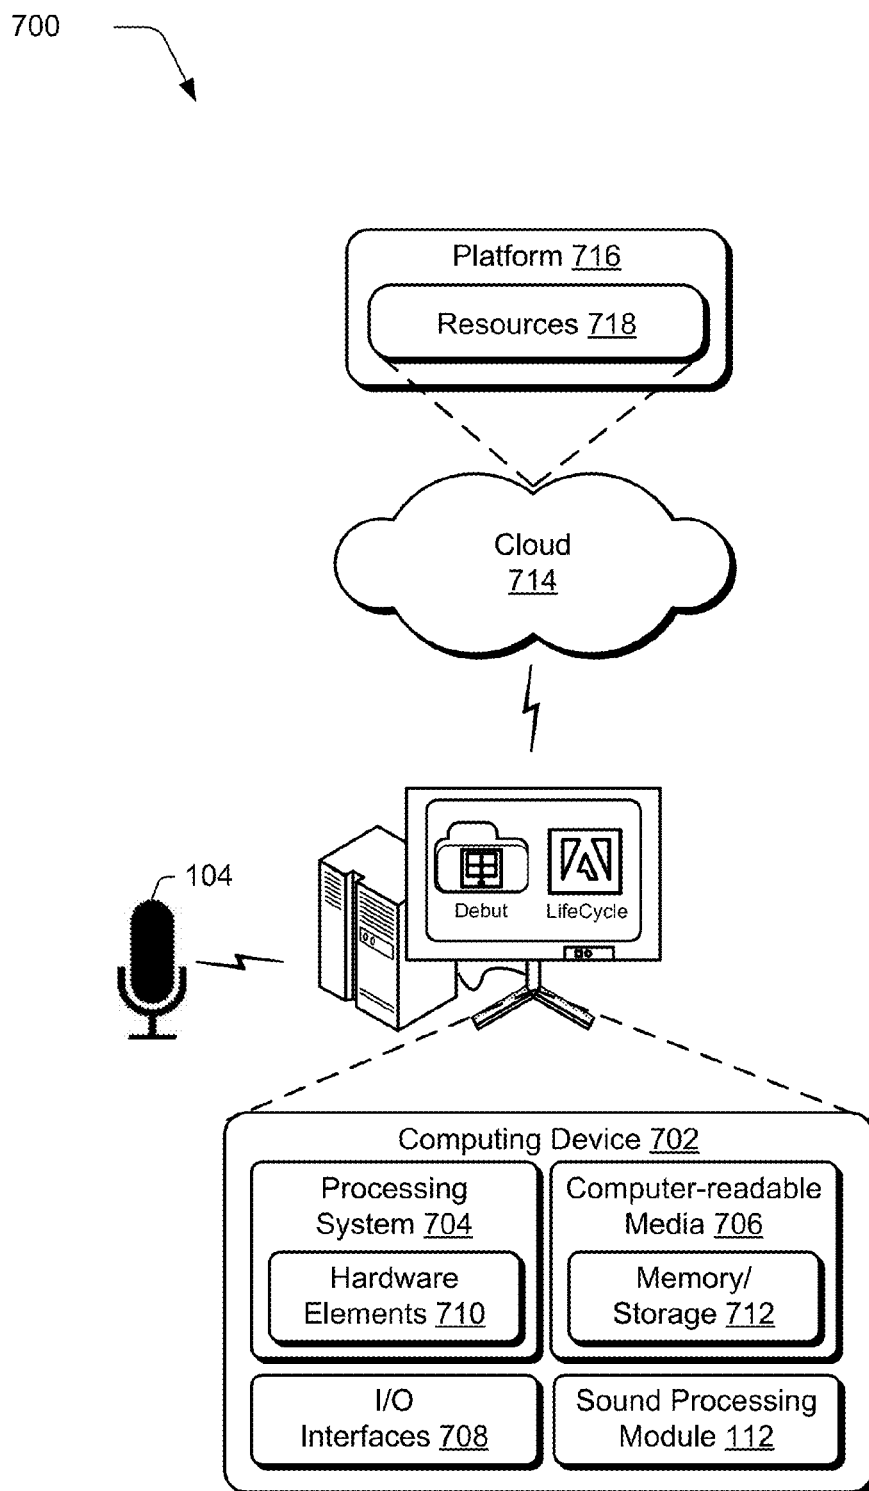 700
Platform 716
Resources 718
Cloud
714
104
Debut LifeCycle
Computing Device 702
Processing
System 704
Hardware
Elements 710
Computer-readable
Media 706
Memory/
Storage 712
I/O
Interfaces 708
Sound Processing
Module 112